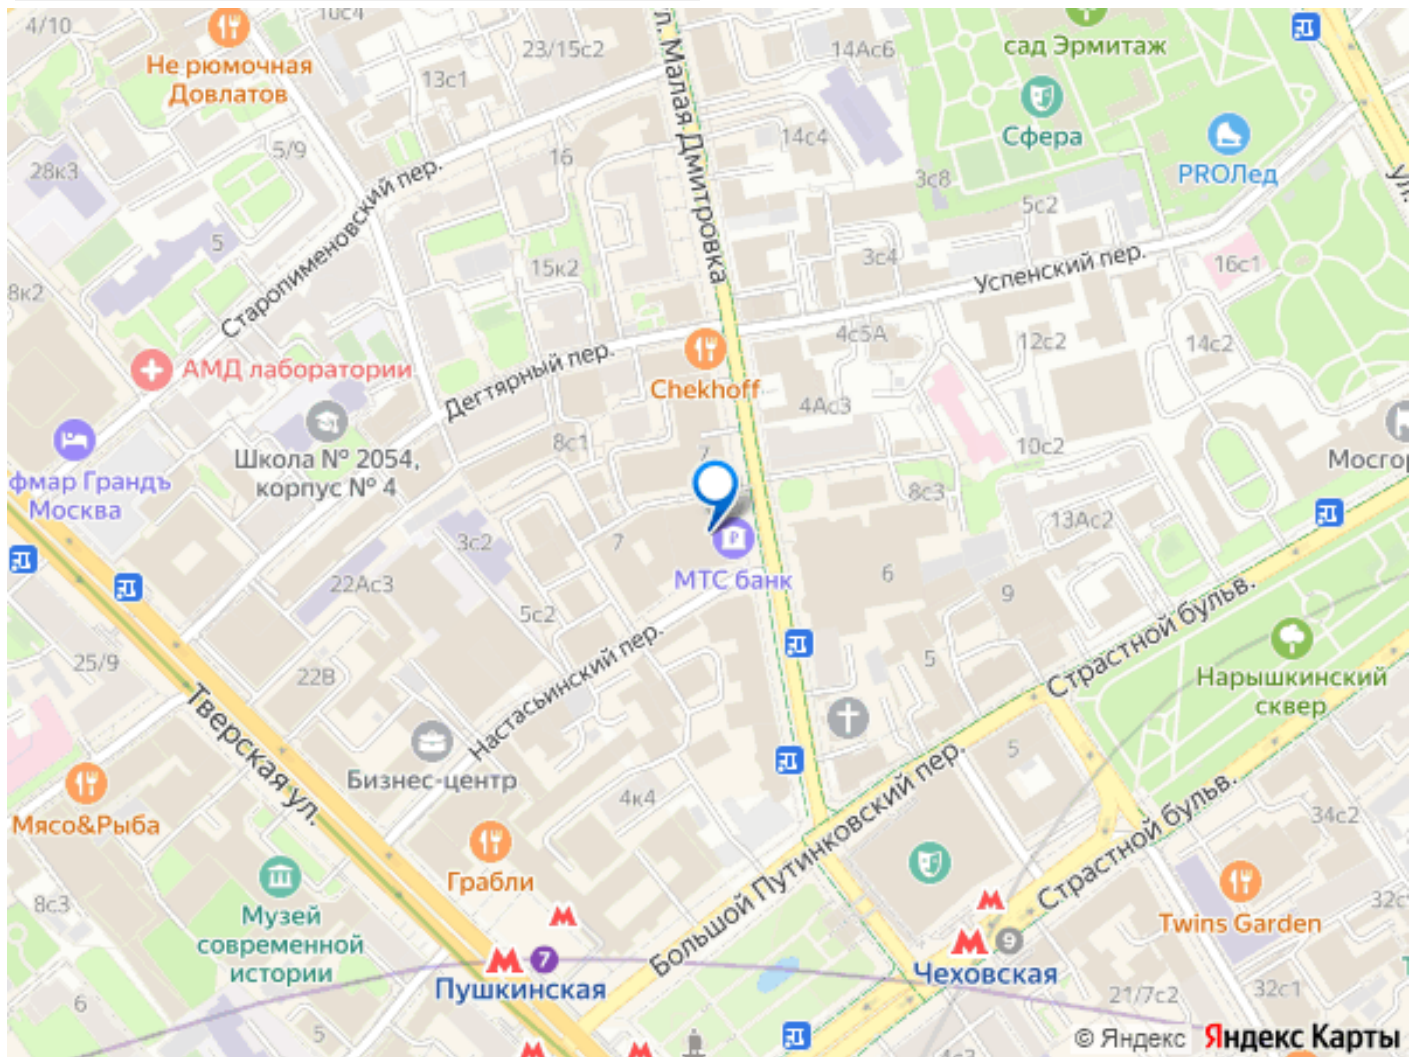 4/10
10с4
Не рюмочная
Довлатов
23/15с2
13с1
ул. Малая Дмитровка
14Ас6
сад Эрмитаж
Сфера
14с4
PROЛед
ул.
28к3
5/9
16
3с8
5с2
5
Старопименовский пер.
15к2
3с4
Успенский пер.
16с1
8к2
4с5А
12с2
14с2
АМД лаборатории
Дегтярный пер.
Chekhoff
4Ас3
Школа № 2054,
корпус № 4
8с1
7
10с2
Мосгор
фмар Грандъ
Москва
8с3
13Ас2
3с2
7
МТС банк
6
9
22Ас3
5с2
25/9
22В
Настасьинский пер.
5
Страстной бульв.
Нарышкинский
сквер
Тверская ул.
Бизнес-центр
5
4к4
Большой Путинковский пер.
Страстной бульв.
34с2
Мясо&Рыба
Грабли
8с3
Музей
современной
истории
Twins Garden
7
Пушкинская
9
Чеховская
21/7с2
32с1
6
5
© Яндекс
Яндекс Карты